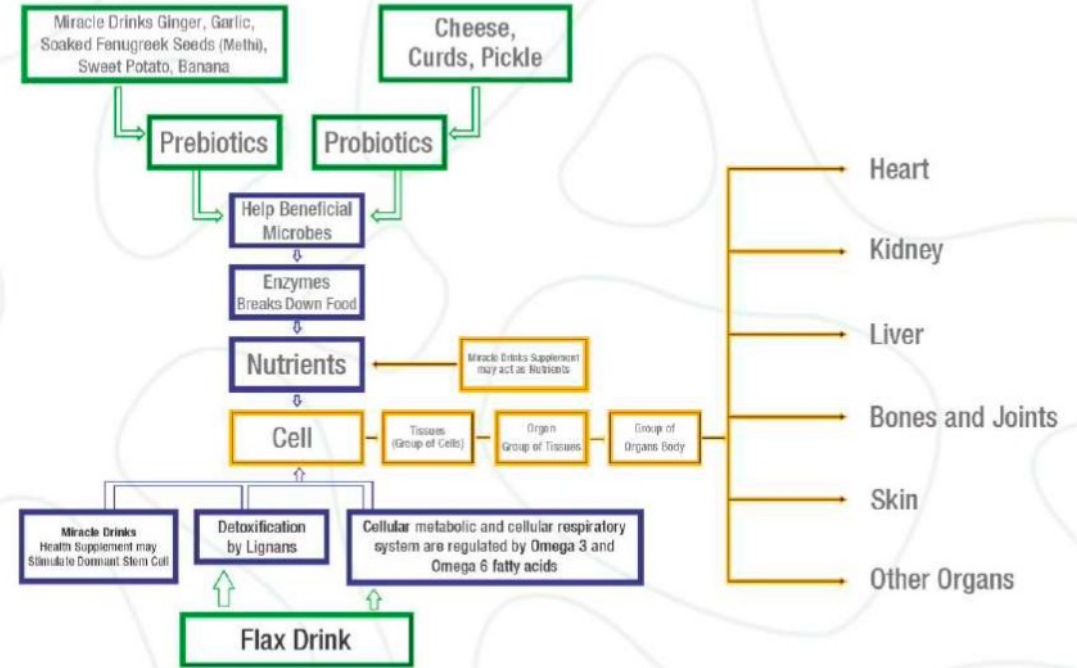 Miracle Drinks Ginger, Garlic,
Soaked Fenugreek Seeds (Methi),
Sweet Potato, Banana
Cheese,
Curds, Pickle
Prebiotics
Probiotics
Help Beneficial
Microbes
Enzymes
Breaks Down Food
Nutrients
Miracle Drinks Supplement
may act as Nutrients
Cell
Tissues
(Group of Cells)
Organ
Group of Tissues
Group of
Organs Body
Heart
Kidney
Liver
Bones and Joints
Skin
Other Organs
Miracle Drinks
Health Supplement may
Stimulate Dormant Stem Cell
Detoxification
by Lignans
Cellular metabolic and cellular respiratory
system are regulated by Omega 3 and
Omega 6 fatty acids
Flax Drink